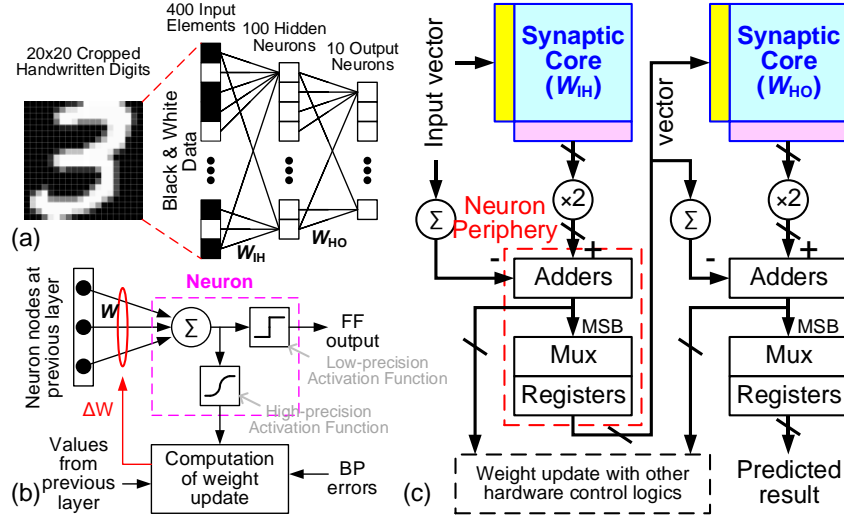 400 Input
Elements
100 Hidden
Neurons
10 Output
Neurons
20x20 Cropped
Handwritten Digits
Black & White
Data
W_IH
W_HO
(a)
Neuron nodes at
previous layer
W
Neuron
Σ
FF
output
Low-precision
Activation Function
High-precision
Activation Function
ΔW
Values from
previous
layer
Computation
of weight
update
BP
errors
(b)
Input vector
Synaptic
Core
(W_IH)
×2
Σ
Neuron
Periphery
-
+
Adders
MSB
Mux
Registers
vector
Synaptic
Core
(W_HO)
×2
Σ
-
+
Adders
MSB
Mux
Registers
Weight update with other
hardware control logics
Predicted
result
(c)